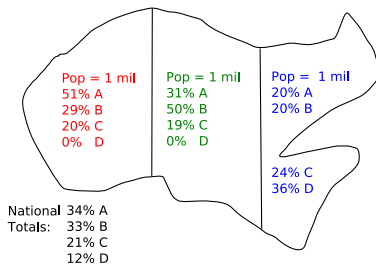 Pop = 1 mil
51% A
29% B
20% C
0% D
Pop = 1 mil
31% A
50% B
19% C
0% D
Pop = 1 mil
20% A
20% B
24% C
36% D
National 34% A
Totals: 33% B
21% C
12% D